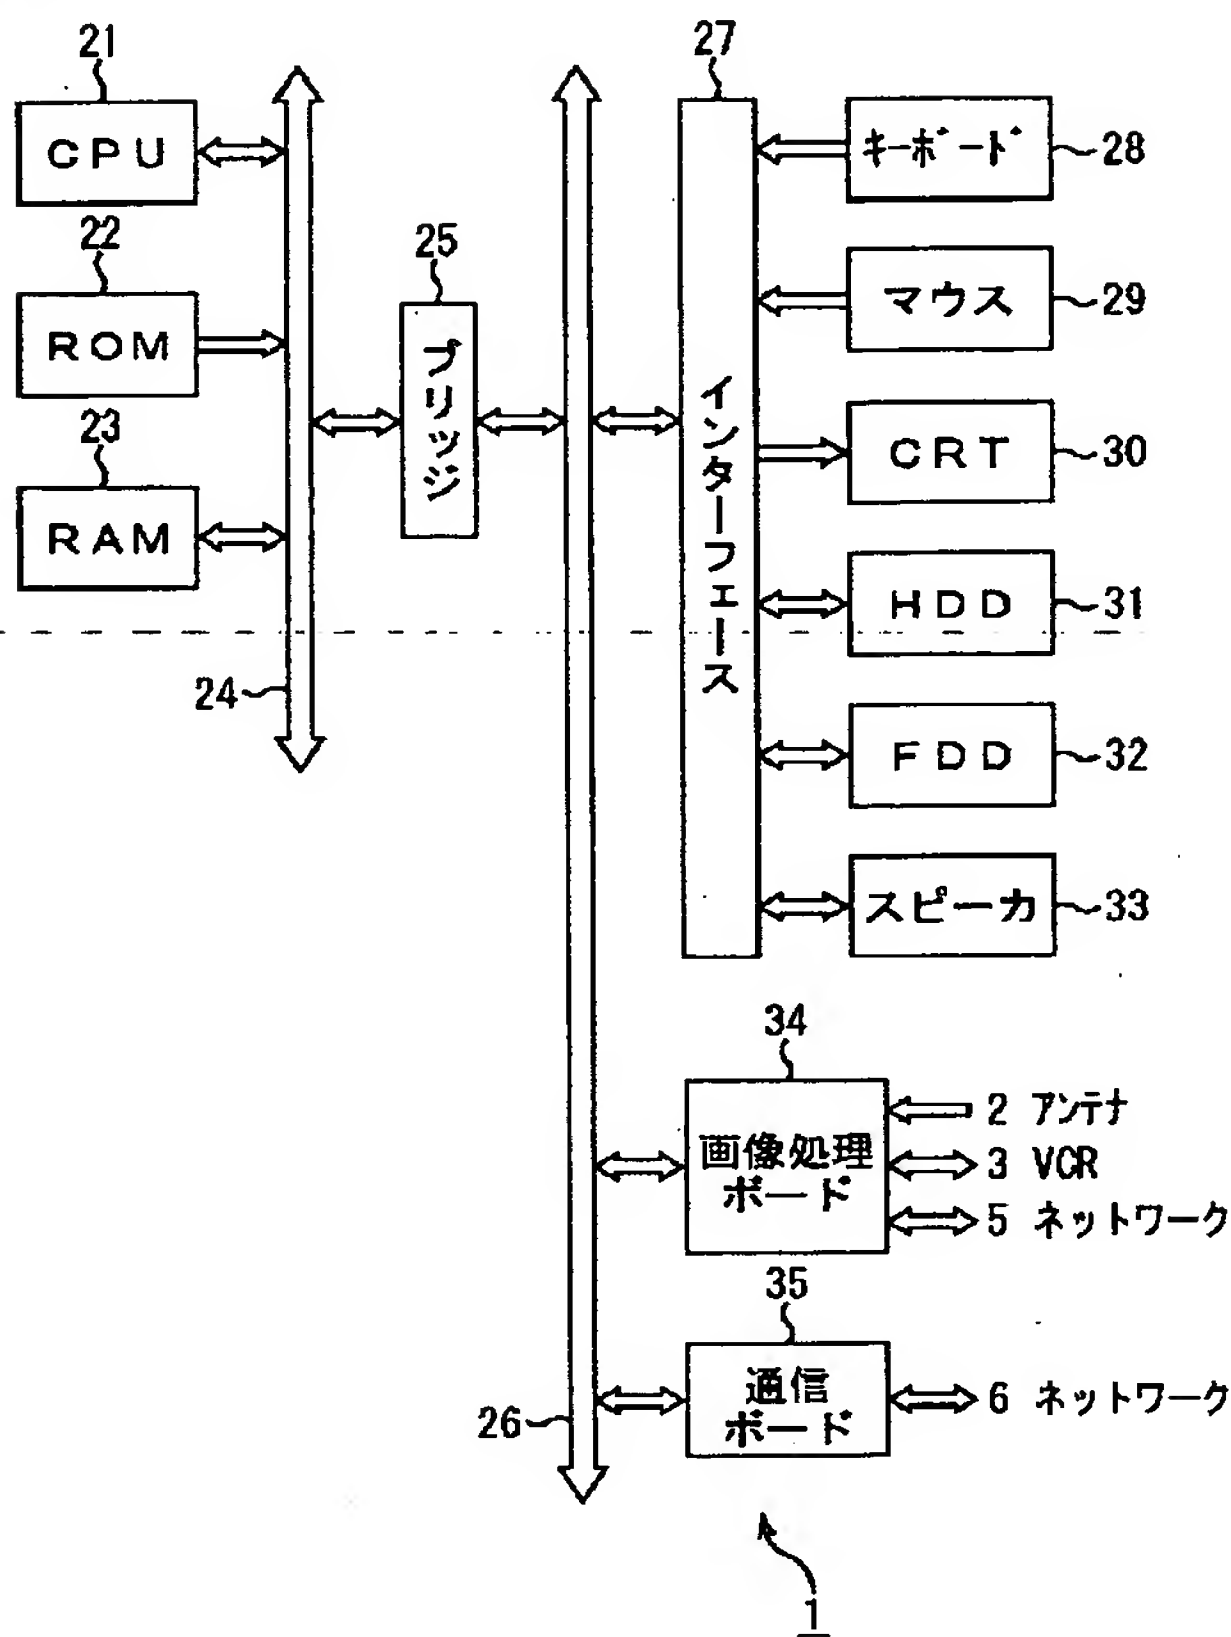 21
CPU
22
ROM
23
RAM
24
25
ブリッジ
26
27
インターフェース
キーボード 28
マウス 29
CRT 30
HDD 31
FDD 32
スピーカ 33
34
画像処理
ボード
2 アンテナ
3 VCR
5 ネットワーク
35
通信
ボード
6 ネットワーク
1